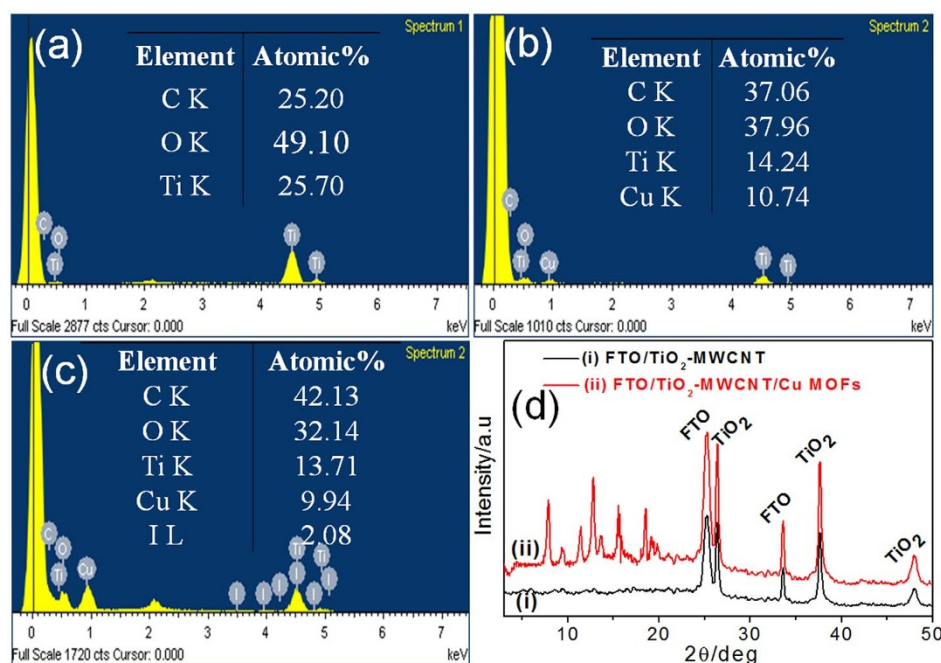 (a)
Spectrum 1
Element Atomic%
C K 25.20
O K 49.10
Ti K 25.70
C
O
Ti
Ti
Ti
0 1 2 3 4 5 6 7
Full Scale 2877 cts Cursor: 0.000 keV
(b)
Spectrum 2
Element Atomic%
C K 37.06
O K 37.96
Ti K 14.24
Cu K 10.74
C
O
Ti
Cu
Ti
Ti
0 1 2 3 4 5 6 7
Full Scale 1010 cts Cursor: 0.000 keV
(c)
Spectrum 2
Element Atomic%
C K 42.13
O K 32.14
Ti K 13.71
Cu K 9.94
I L 2.08
C
O
Ti
Cu
Ti
Ti
I
I
I
I
I
I
Ti
0 1 2 3 4 5 6 7
Full Scale 1720 cts Cursor: 0.000 keV
(d)
(i) FTO/TiO₂-MWCNT
(ii) FTO/TiO₂-MWCNT/Cu MOFs
Intensity/a.u
FTO
TiO₂
FTO
TiO₂
TiO₂
(ii)
(i)
10 20 30 40 50
2θ/deg